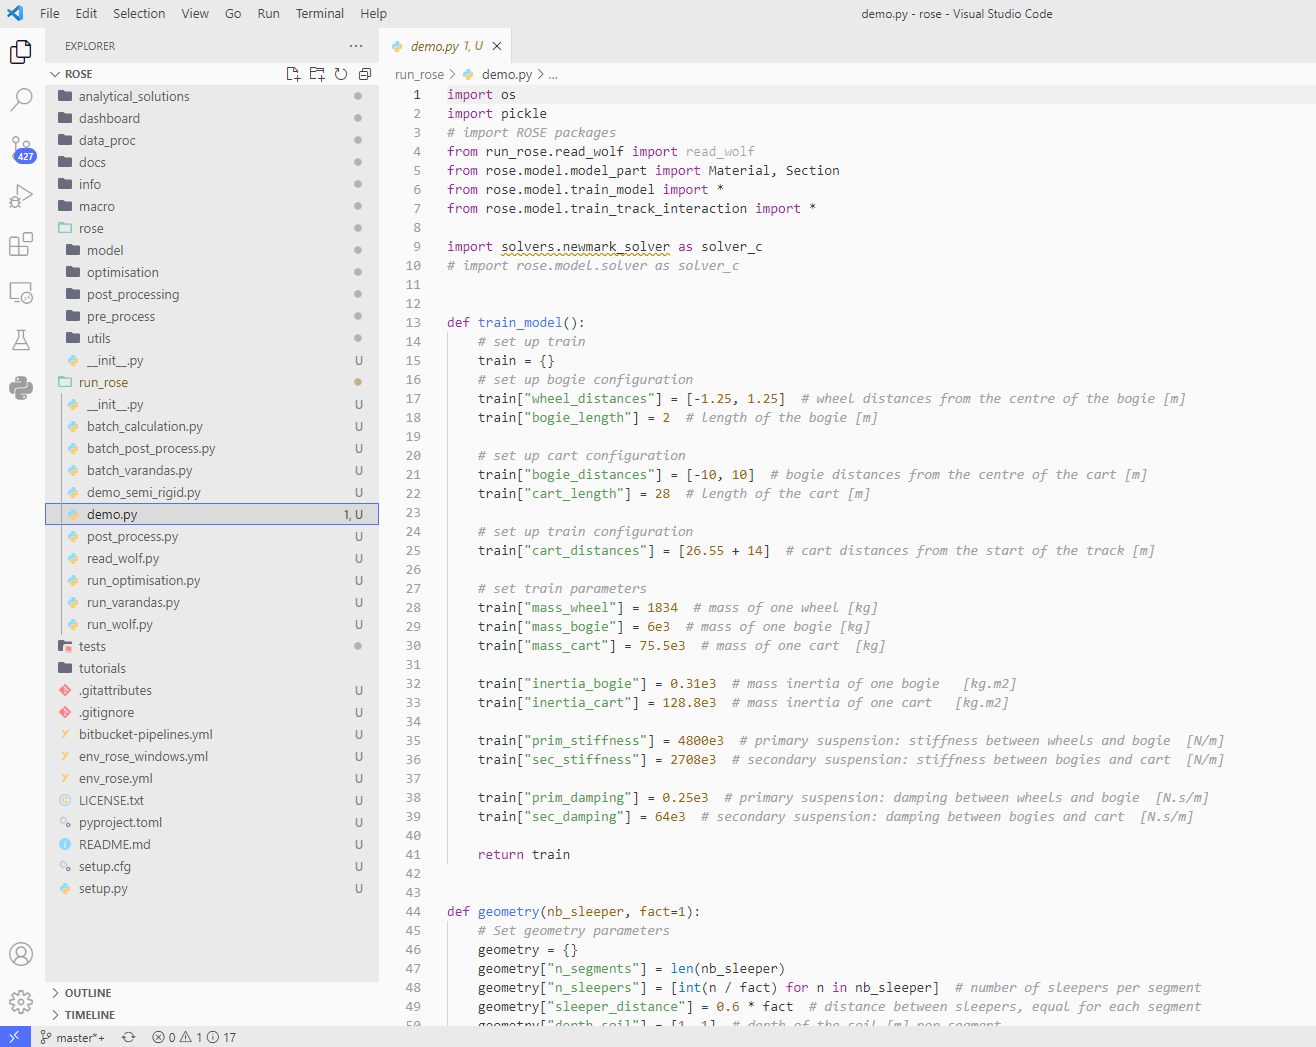 File Edit Selection View Go Run Terminal Help
demo.py - rose - Visual Studio Code
EXPLORER
demo.py 1, U
ROSE
run_rose > demo.py > ...
analytical_solutions
dashboard
data_proc
docs
info
macro
rose
model
optimisation
post_processing
pre_process
utils
__init__.py U
run_rose
__init__.py U
batch_calculation.py U
batch_post_process.py U
batch_varandas.py U
demo_semi_rigid.py U
demo.py 1, U
post_process.py U
read_wolf.py U
run_optimisation.py U
run_varandas.py U
run_wolf.py U
tests
tutorials
.gitattributes U
.gitignore U
bitbucket-pipelines.yml U
env_rose_windows.yml U
env_rose.yml U
LICENSE.txt U
pyproject.toml U
README.md U
setup.cfg U
setup.py U
OUTLINE
TIMELINE
427
1 import os
2 import pickle
3 # import ROSE packages
4 from run_rose.read_wolf import read_wolf
5 from rose.model.model_part import Material, Section
6 from rose.model.train_model import *
7 from rose.model.train_track_interaction import *
8
9 import solvers.newmark_solver as solver_c
10 # import rose.model.solver as solver_c
11
12
13 def train_model():
14 # set up train
15 train = {}
16 # set up bogie configuration
17 train["wheel_distances"] = [-1.25, 1.25] # wheel distances from the centre of the bogie [m]
18 train["bogie_length"] = 2 # length of the bogie [m]
19
20 # set up cart configuration
21 train["bogie_distances"] = [-10, 10] # bogie distances from the centre of the cart [m]
22 train["cart_length"] = 28 # length of the cart [m]
23
24 # set up train configuration
25 train["cart_distances"] = [26.55 + 14] # cart distances from the start of the track [m]
26
27 # set train parameters
28 train["mass_wheel"] = 1834 # mass of one wheel [kg]
29 train["mass_bogie"] = 6e3 # mass of one bogie [kg]
30 train["mass_cart"] = 75.5e3 # mass of one cart [kg]
31
32 train["inertia_bogie"] = 0.31e3 # mass inertia of one bogie [kg.m2]
33 train["inertia_cart"] = 128.8e3 # mass inertia of one cart [kg.m2]
34
35 train["prim_stiffness"] = 4800e3 # primary suspension: stiffness between wheels and bogie [N/m]
36 train["sec_stiffness"] = 2708e3 # secondary suspension: stiffness between bogies and cart [N/m]
37
38 train["prim_damping"] = 0.25e3 # primary suspension: damping between wheels and bogie [N.s/m]
39 train["sec_damping"] = 64e3 # secondary suspension: damping between bogies and cart [N.s/m]
40
41 return train
42
43
44 def geometry(nb_sleeper, fact=1):
45 # Set geometry parameters
46 geometry = {}
47 geometry["n_segments"] = len(nb_sleeper)
48 geometry["n_sleepers"] = [int(n / fact) for n in nb_sleeper] # number of sleepers per segment
49 geometry["sleeper_distance"] = 0.6 * fact # distance between sleepers, equal for each segment
50 geometry["depth_soil"] = [1, 1] # depth of the soil [m] per segment
master*+ 0 1 17